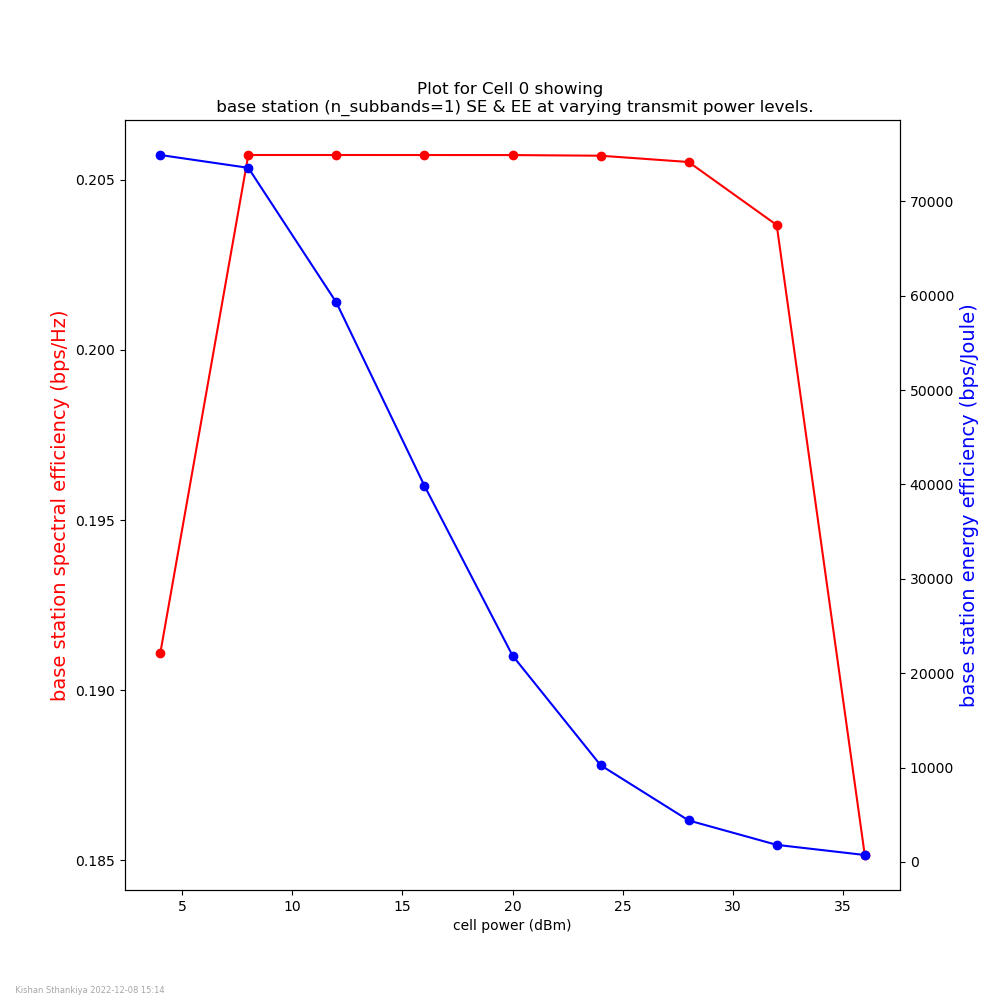 Plot for Cell 0 showing
base station (n_subbands=1) SE & EE at varying transmit power levels.
base station spectral efficiency (bps/Hz)
0.205
0.200
0.195
0.190
0.185
70000
60000
50000
40000
30000
20000
10000
0
base station energy efficiency (bps/Joule)
5 10 15 20 25 30 35
cell power (dBm)
Kishan Sthankiya 2022-12-08 15:14